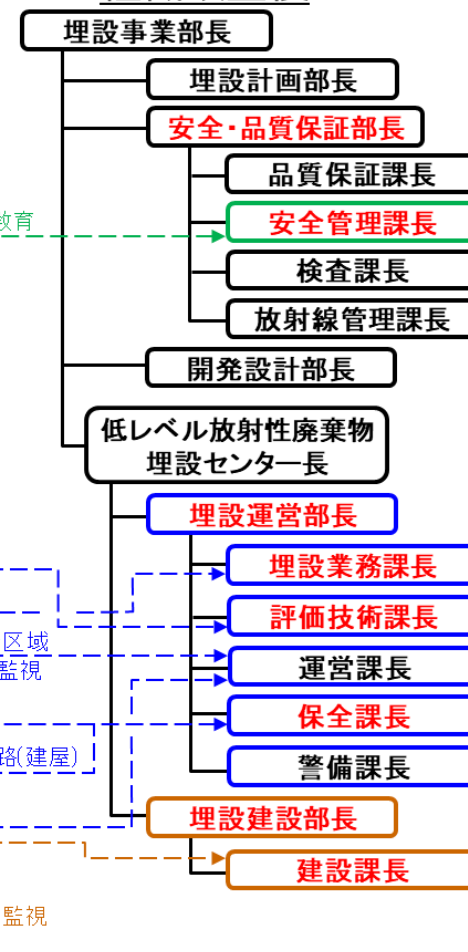 埋設事業部長
埋設計画部長
安全・品質保証部長
品質保証課長
教育
安全管理課長
検査課長
放射線管理課長
開発設計部長
低レベル放射性廃棄物
埋設センター長
埋設運営部長
埋設業務課長
評価技術課長
区域
監視
運営課長
保全課長
路(建屋)
警備課長
埋設建設部長
建設課長
監視